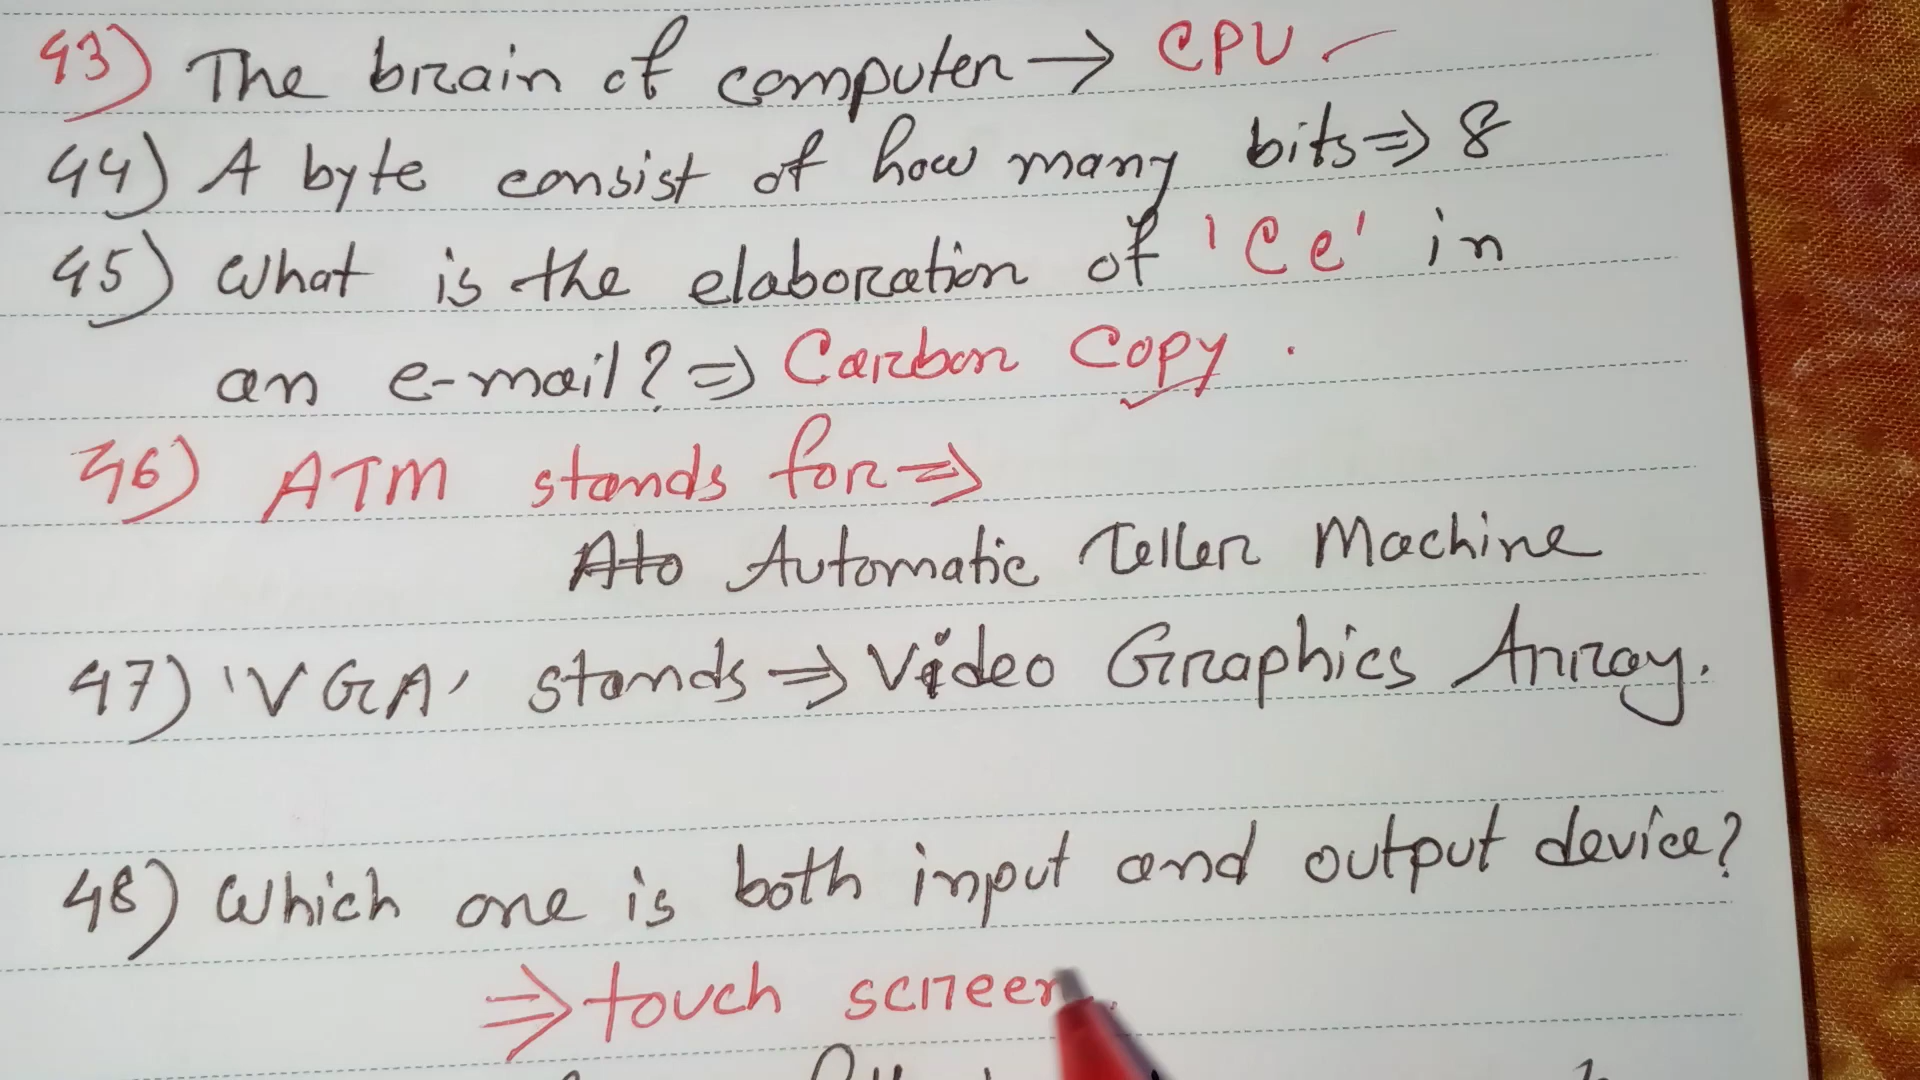 43) The brain of computer → CPU
44) A byte consist of how many bits ⇒ 8
45) What is the elaboration of 'Cc' in
an e-mail? ⇒ Carbon Copy.
46) ATM stands for ⇒
Ato Automatic Teller Machine
47) 'VGA' stands ⇒ Video Graphics Array.
48) Which one is both input and output device?
⇒ touch screen.